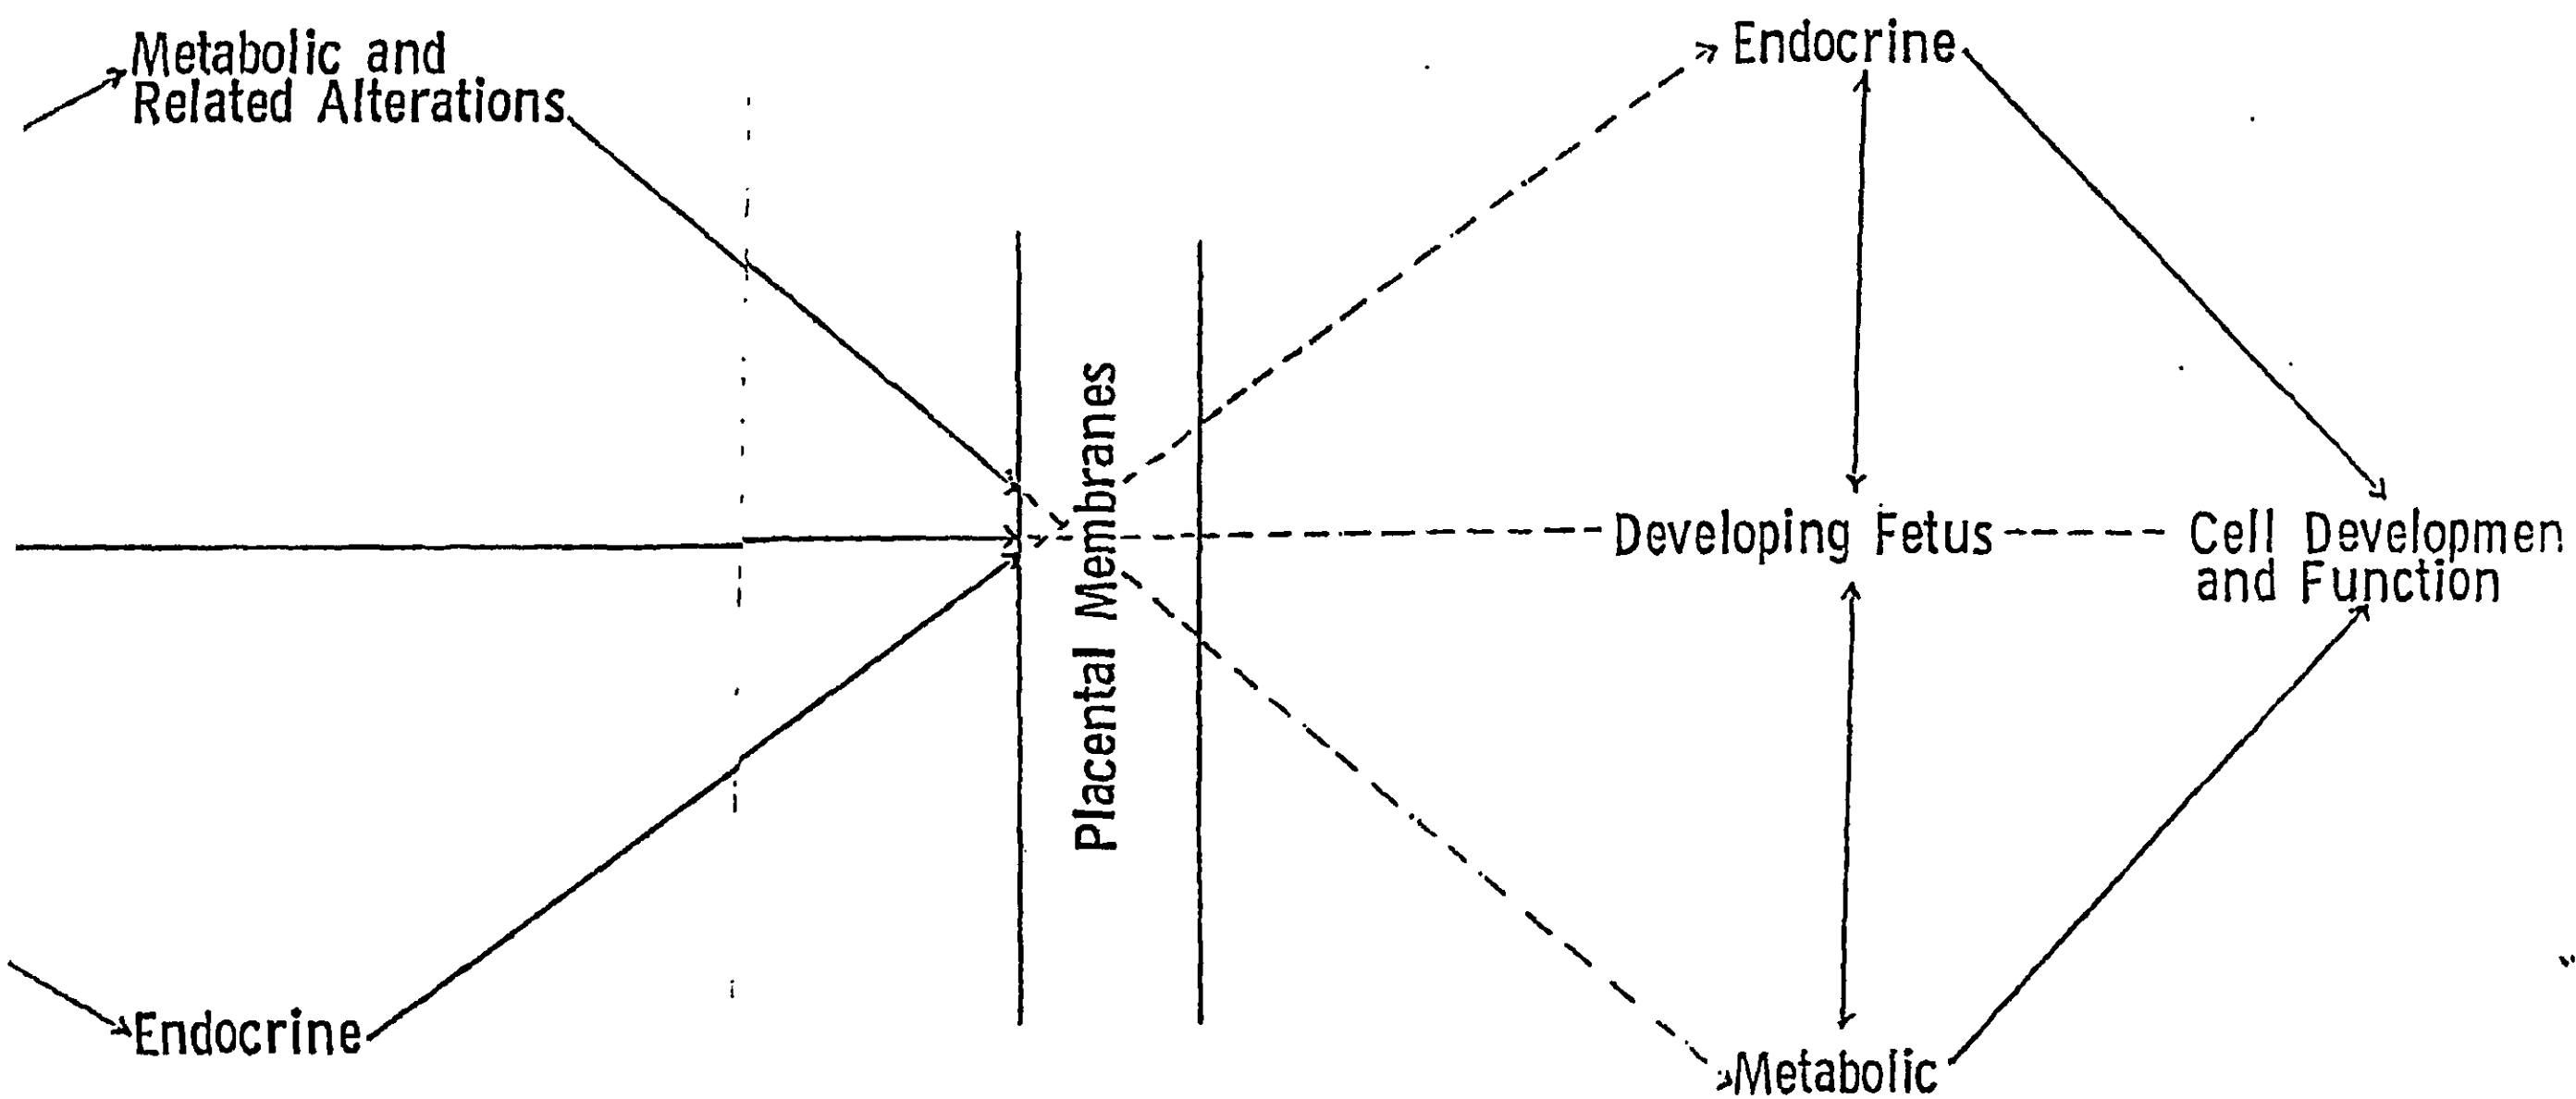 Metabolic and
Related Alterations
Endocrine
Placental Membranes
Endocrine
Developing Fetus
Cell Developmen
and Function
Metabolic